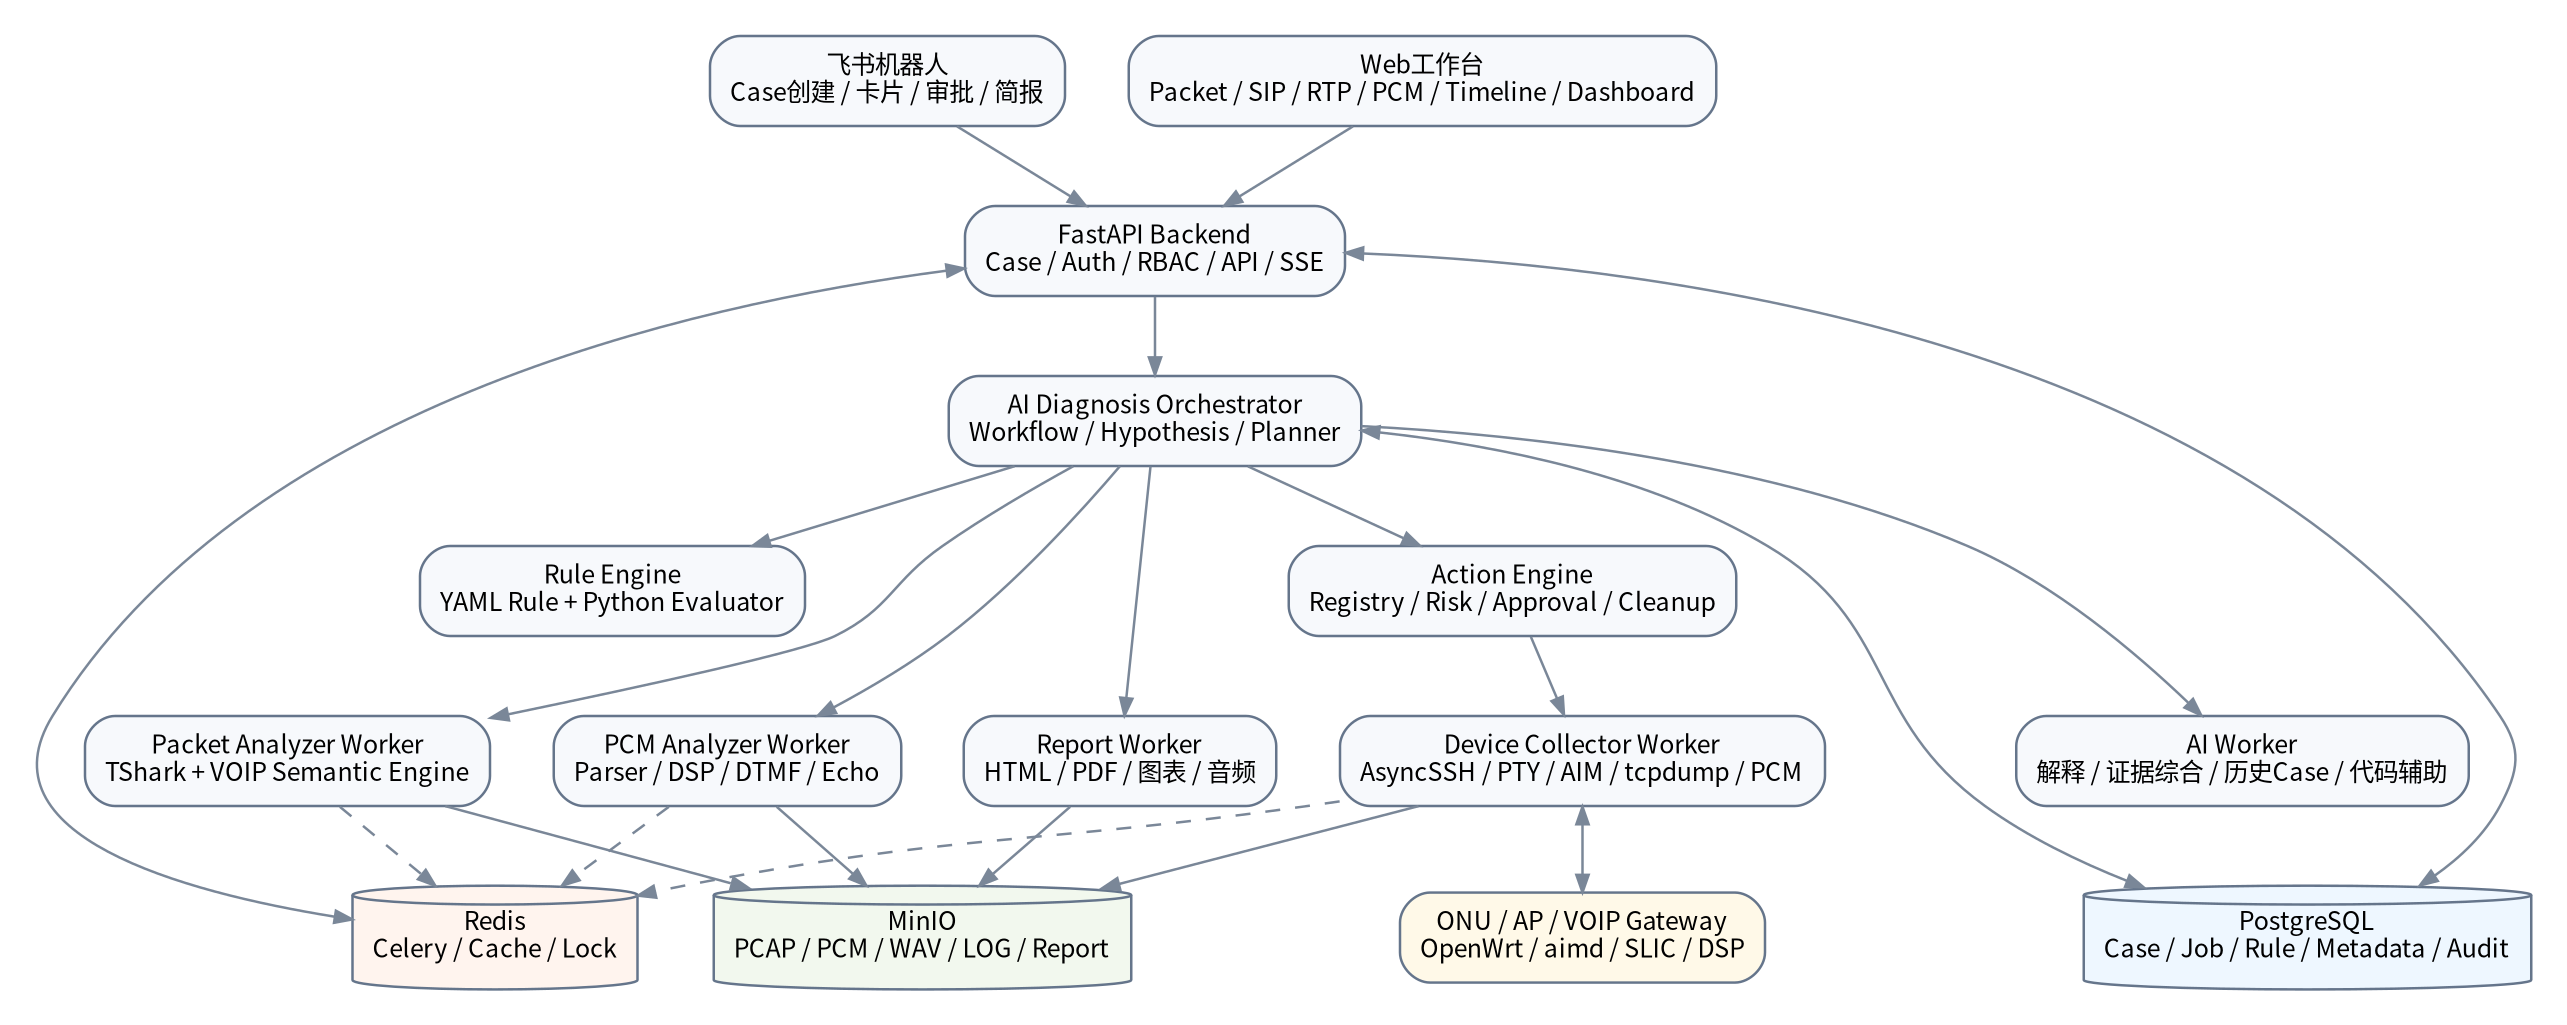 飞书机器人
Case创建 / 卡片 / 审批 / 简报
Web工作台
Packet / SIP / RTP / PCM / Timeline / Dashboard
FastAPI Backend
Case / Auth / RBAC / API / SSE
AI Diagnosis Orchestrator
Workflow / Hypothesis / Planner
Rule Engine
YAML Rule + Python Evaluator
Action Engine
Registry / Risk / Approval / Cleanup
Packet Analyzer Worker
TShark + VOIP Semantic Engine
PCM Analyzer Worker
Parser / DSP / DTMF / Echo
Report Worker
HTML / PDF / 图表 / 音频
Device Collector Worker
AsyncSSH / PTY / AIM / tcpdump / PCM
AI Worker
解释 / 证据综合 / 历史Case / 代码辅助
Redis
Celery / Cache / Lock
MinIO
PCAP / PCM / WAV / LOG / Report
ONU / AP / VOIP Gateway
OpenWrt / aimd / SLIC / DSP
PostgreSQL
Case / Job / Rule / Metadata / Audit